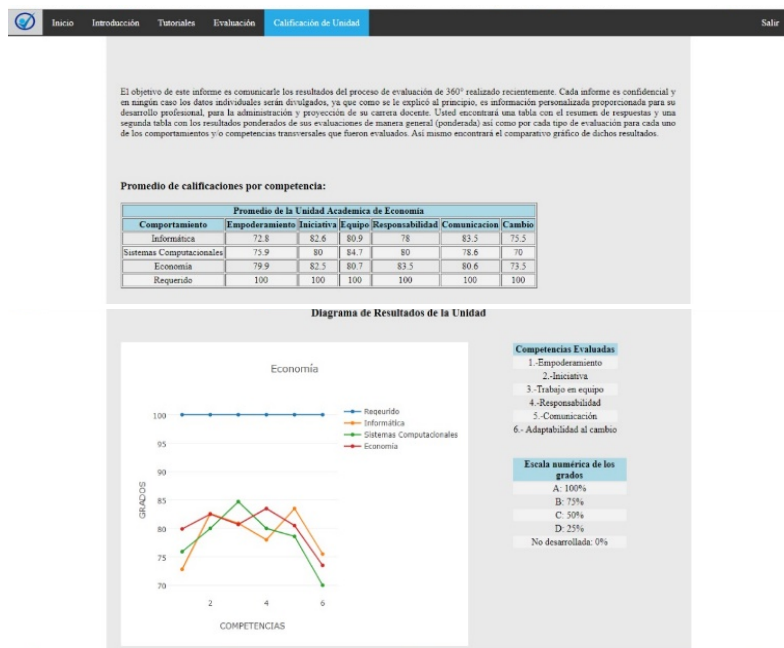 Inicio Introducción Tutoriales Evaluación Calificación de Unidad Salir
El objetivo de este informe es comunicarle los resultados del proceso de evaluación de 360° realizado recientemente. Cada informe es confidencial y
en ningún caso los datos individuales serán divulgados, ya que como se le explicó al principio, es información personalizada proporcionada para su
desarrollo profesional, para la administración y proyección de su carrera docente. Usted encontrará una tabla con el resumen de respuestas y una
segunda tabla con los resultados ponderados de sus evaluaciones de manera general (ponderada) así como por cada tipo de evaluación para cada uno
de los comportamientos y/o competencias transversales que fueron evaluados. Así mismo encontrará el comparativo gráfico de dichos resultados.
Promedio de calificaciones por competencia:
Promedio de la Unidad Academica de Economía
Comportamiento Empoderamiento Iniciativa Equipo Responsabilidad Comunicacion Cambio
Informática 72.8 82.6 80.9 78 83.5 75.5
Sistemas Computacionales 75.9 80 84.7 80 78.6 70
Economía 79.9 82.5 80.7 83.5 80.6 73.5
Requerido 100 100 100 100 100 100
Diagrama de Resultados de la Unidad
Economía
Reqeurido
Informática
Sistemas Computacionales
Economía
100
95
90
85
80
75
70
GRADOS
2 4 6
COMPETENCIAS
Competencias Evaluadas
1.-Empoderamiento
2.-Iniciativa
3.-Trabajo en equipo
4.-Responsabilidad
5.-Comunicación
6.- Adaptabilidad al cambio
Escala numérica de los
grados
A: 100%
B: 75%
C: 50%
D: 25%
No desarrollada: 0%